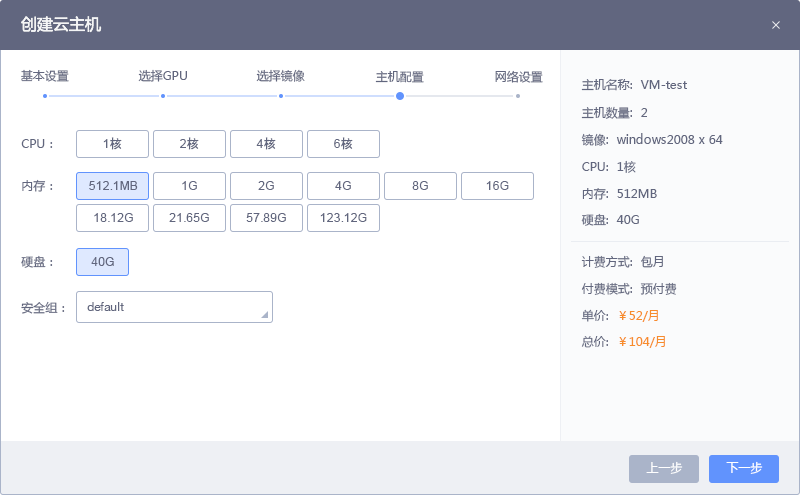 创建云主机 ×
基本设置 选择GPU 选择镜像 主机配置 网络设置
CPU： 1核 2核 4核 6核
内存： 512.1MB 1G 2G 4G 8G 16G
18.12G 21.65G 57.89G 123.12G
硬盘： 40G
安全组： default
主机名称: VM-test
主机数量: 2
镜像: windows2008 x 64
CPU: 1核
内存: 512MB
硬盘: 40G
计费方式: 包月
付费模式: 预付费
单价: ￥52/月
总价: ￥104/月
上一步 下一步